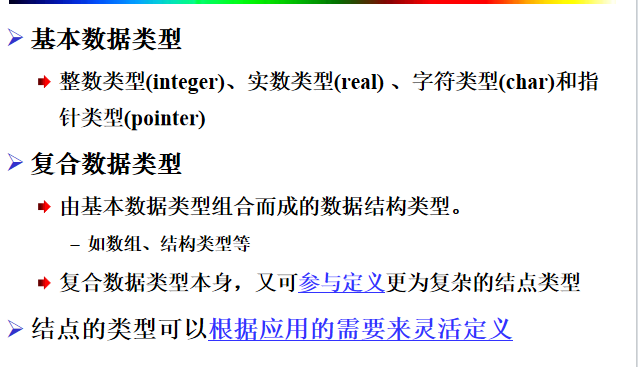 基本数据类型
整数类型(integer)、实数类型(real) 、字符类型(char)和指
针类型(pointer)
复合数据类型
由基本数据类型组合而成的数据结构类型。
– 如数组、结构类型等
复合数据类型本身，又可参与定义更为复杂的结点类型
结点的类型可以根据应用的需要来灵活定义